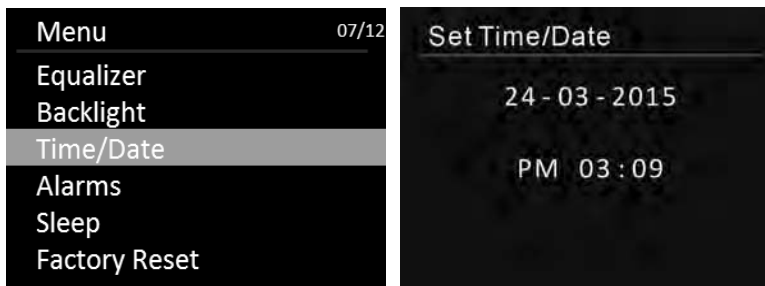 Menu 07/12
Equalizer
Backlight
Time/Date
Alarms
Sleep
Factory Reset
Set Time/Date
24-03-2015
PM 03:09